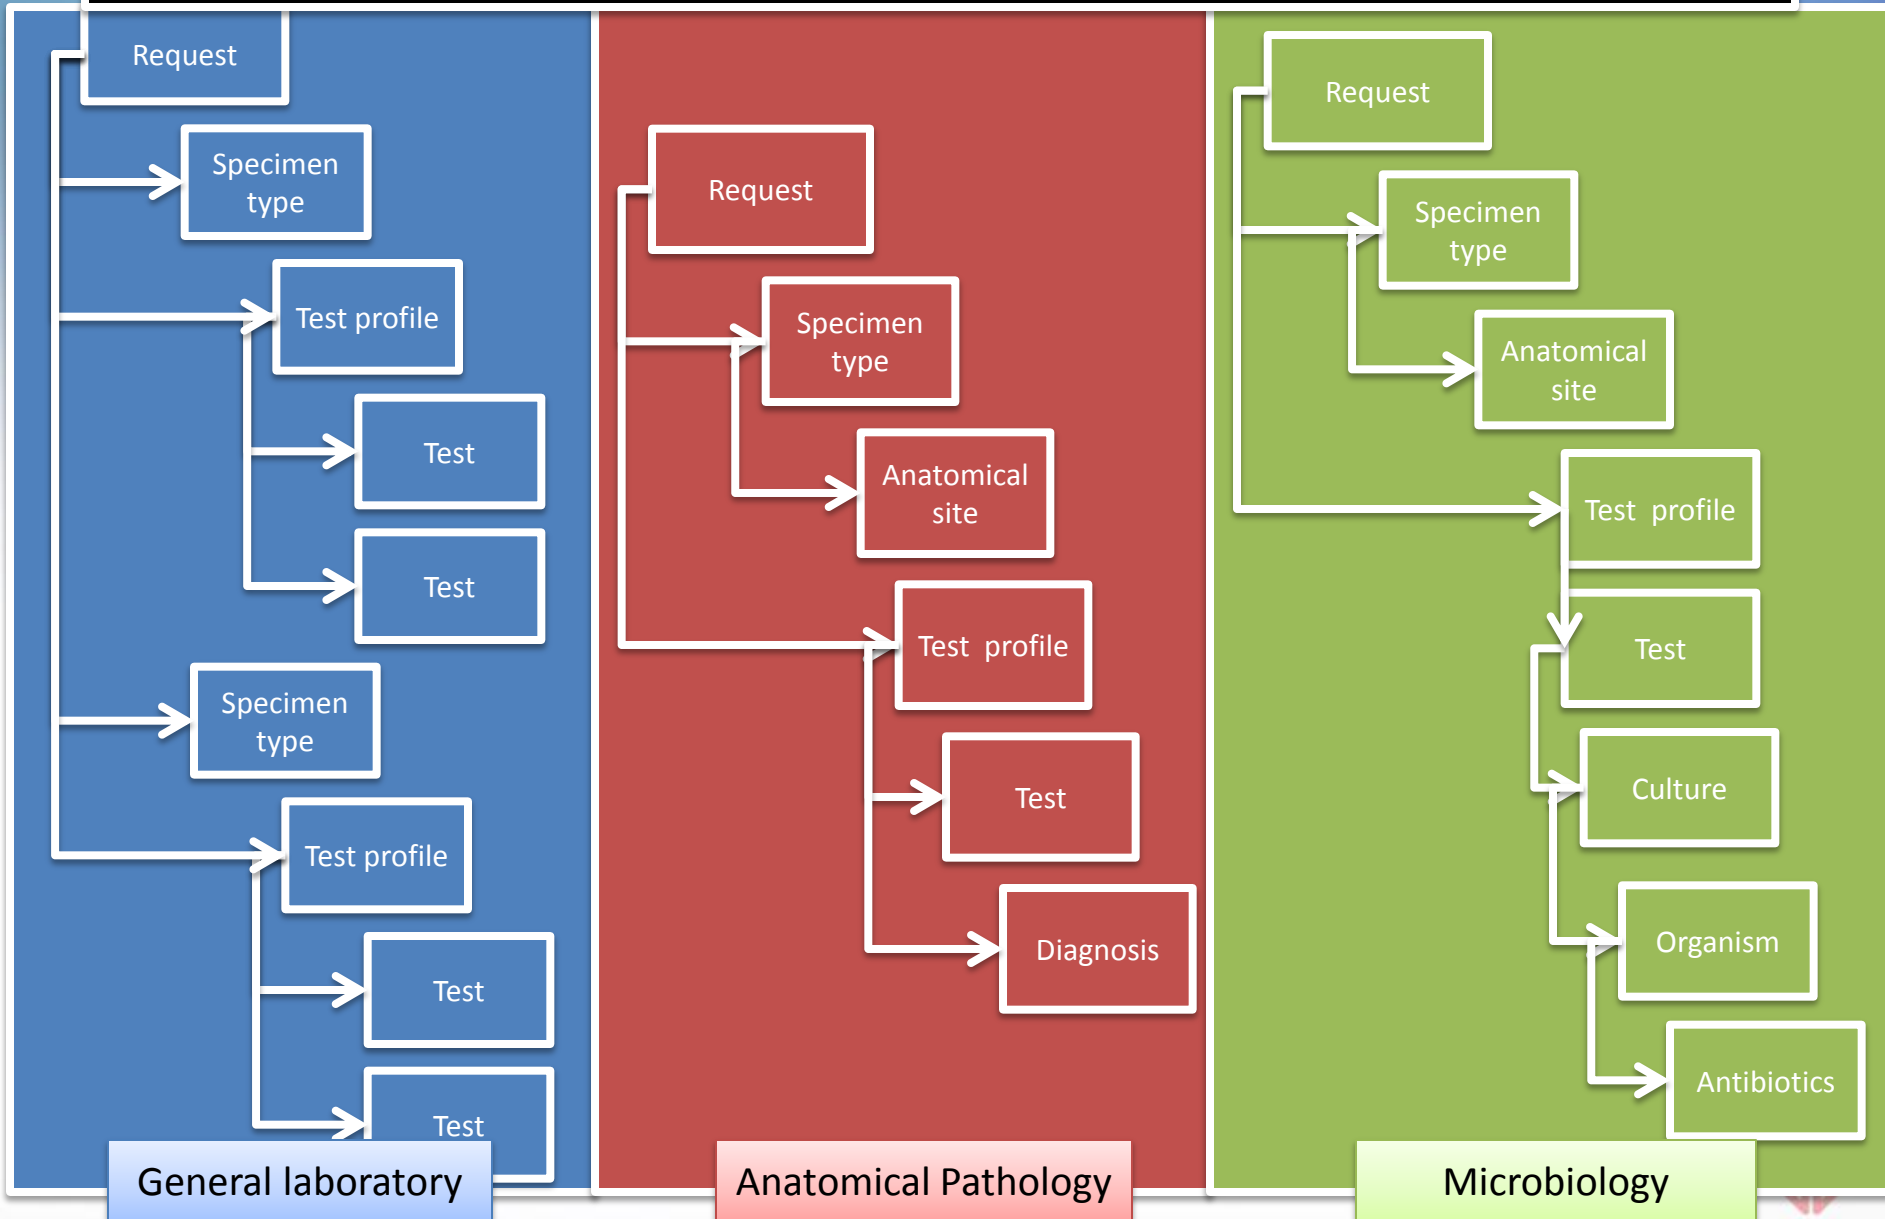 Request
Specimen
type
Test profile
Test
Test
Specimen
type
Test profile
Test
Test
General laboratory
Request
Specimen
type
Anatomical
site
Test  profile
Test
Diagnosis
Anatomical Pathology
Request
Specimen
type
Anatomical
site
Test  profile
Test
Culture
Organism
Antibiotics
Microbiology